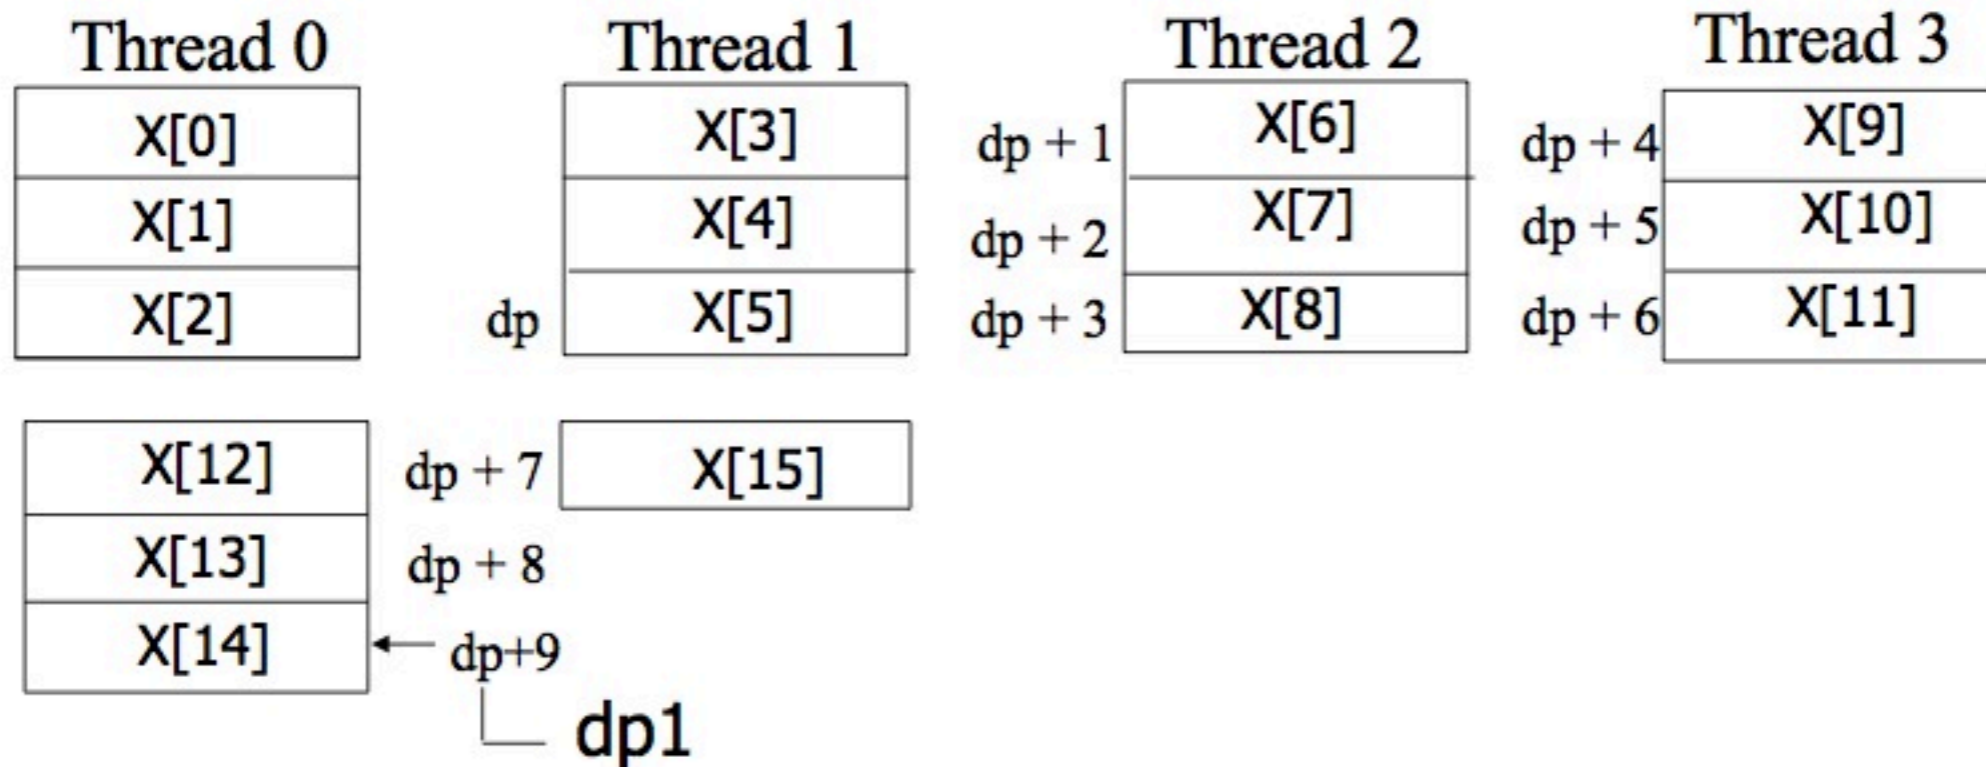 Thread 0 Thread 1 Thread 2 Thread 3
X[0] X[3] dp + 1 X[6] dp + 4 X[9]
X[1] X[4] dp + 2 X[7] dp + 5 X[10]
X[2] dp X[5] dp + 3 X[8] dp + 6 X[11]
X[12] dp + 7 X[15]
X[13] dp + 8
X[14] dp+9
dp1